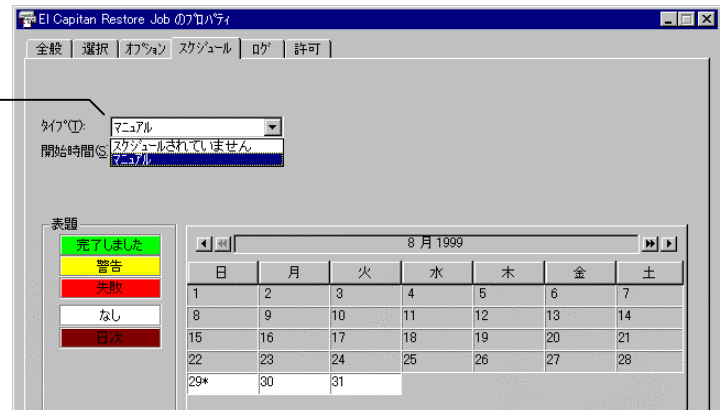 El Capitan Restore Job のﾌﾟﾛﾊﾟﾃｨ
全般 選択 ｵﾌﾟｼｮﾝ ｽｹｼﾞｭｰﾙ ﾛｸﾞ 許可
ﾀｲﾌﾟ(T): ﾏﾆｭｱﾙ
ｽｹｼﾞｭｰﾙされていません
開始時間(S ﾏﾆｭｱﾙ
表題
完了しました
警告
失敗
なし
日次
8 月 1999
日 月 火 水 木 金 土
1 2 3 4 5 6 7
8 9 10 11 12 13 14
15 16 17 18 19 20 21
22 23 24 25 26 27 28
29* 30 31